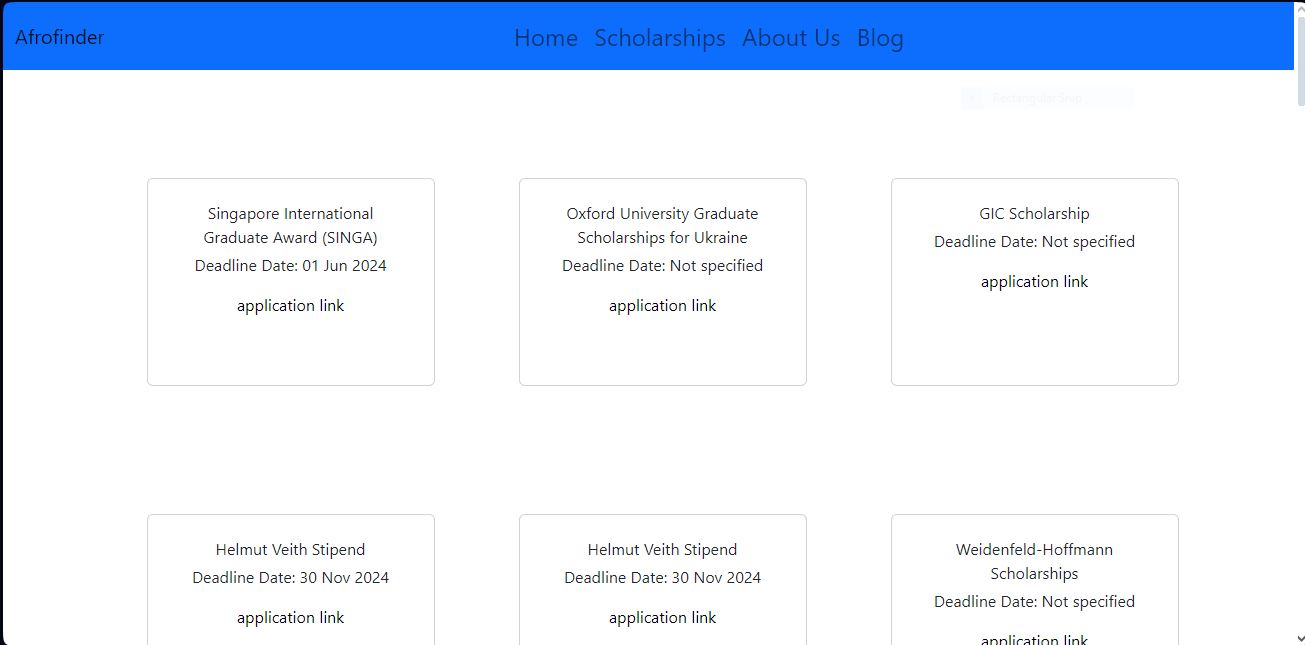 Afrofinder
Home Scholarships About Us Blog
Rectangular Snip
Singapore International
Graduate Award (SINGA)
Deadline Date: 01 Jun 2024
application link
Oxford University Graduate
Scholarships for Ukraine
Deadline Date: Not specified
application link
GIC Scholarship
Deadline Date: Not specified
application link
Helmut Veith Stipend
Deadline Date: 30 Nov 2024
application link
Helmut Veith Stipend
Deadline Date: 30 Nov 2024
application link
Weidenfeld-Hoffmann
Scholarships
Deadline Date: Not specified
application link